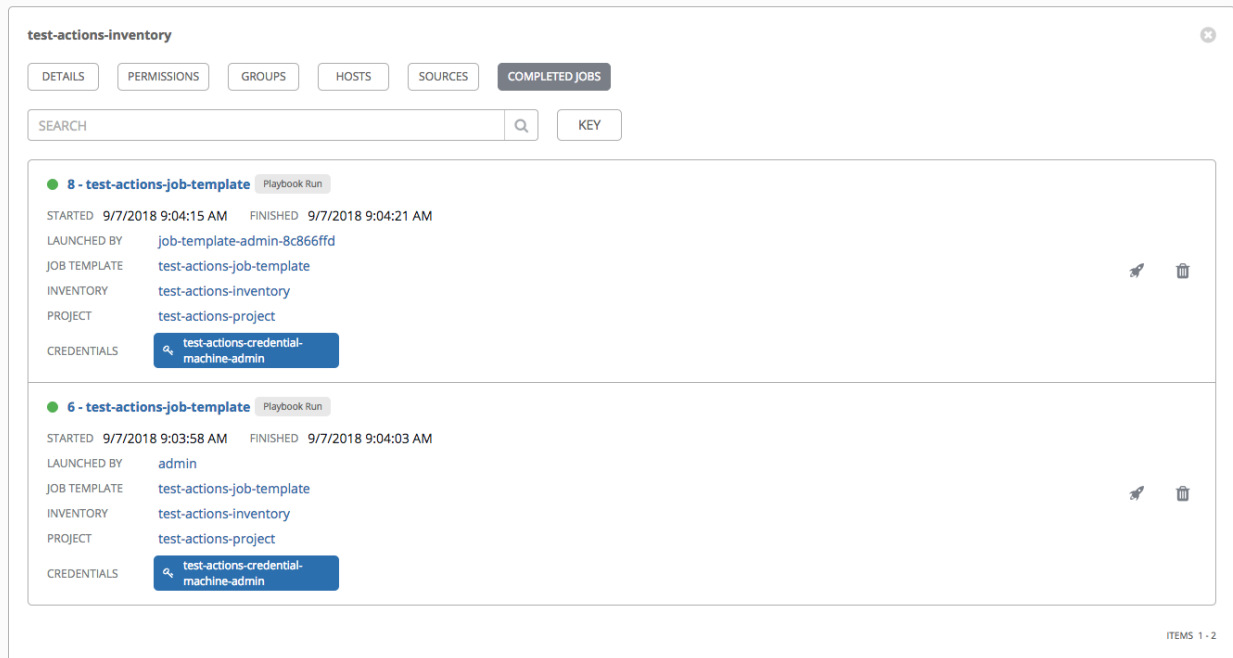 test-actions-inventory
DETAILS PERMISSIONS GROUPS HOSTS SOURCES COMPLETED JOBS
SEARCH KEY
8 - test-actions-job-template Playbook Run
STARTED 9/7/2018 9:04:15 AM FINISHED 9/7/2018 9:04:21 AM
LAUNCHED BY job-template-admin-8c866ffd
JOB TEMPLATE test-actions-job-template
INVENTORY test-actions-inventory
PROJECT test-actions-project
CREDENTIALS test-actions-credential-
machine-admin
6 - test-actions-job-template Playbook Run
STARTED 9/7/2018 9:03:58 AM FINISHED 9/7/2018 9:04:03 AM
LAUNCHED BY admin
JOB TEMPLATE test-actions-job-template
INVENTORY test-actions-inventory
PROJECT test-actions-project
CREDENTIALS test-actions-credential-
machine-admin
ITEMS 1 - 2